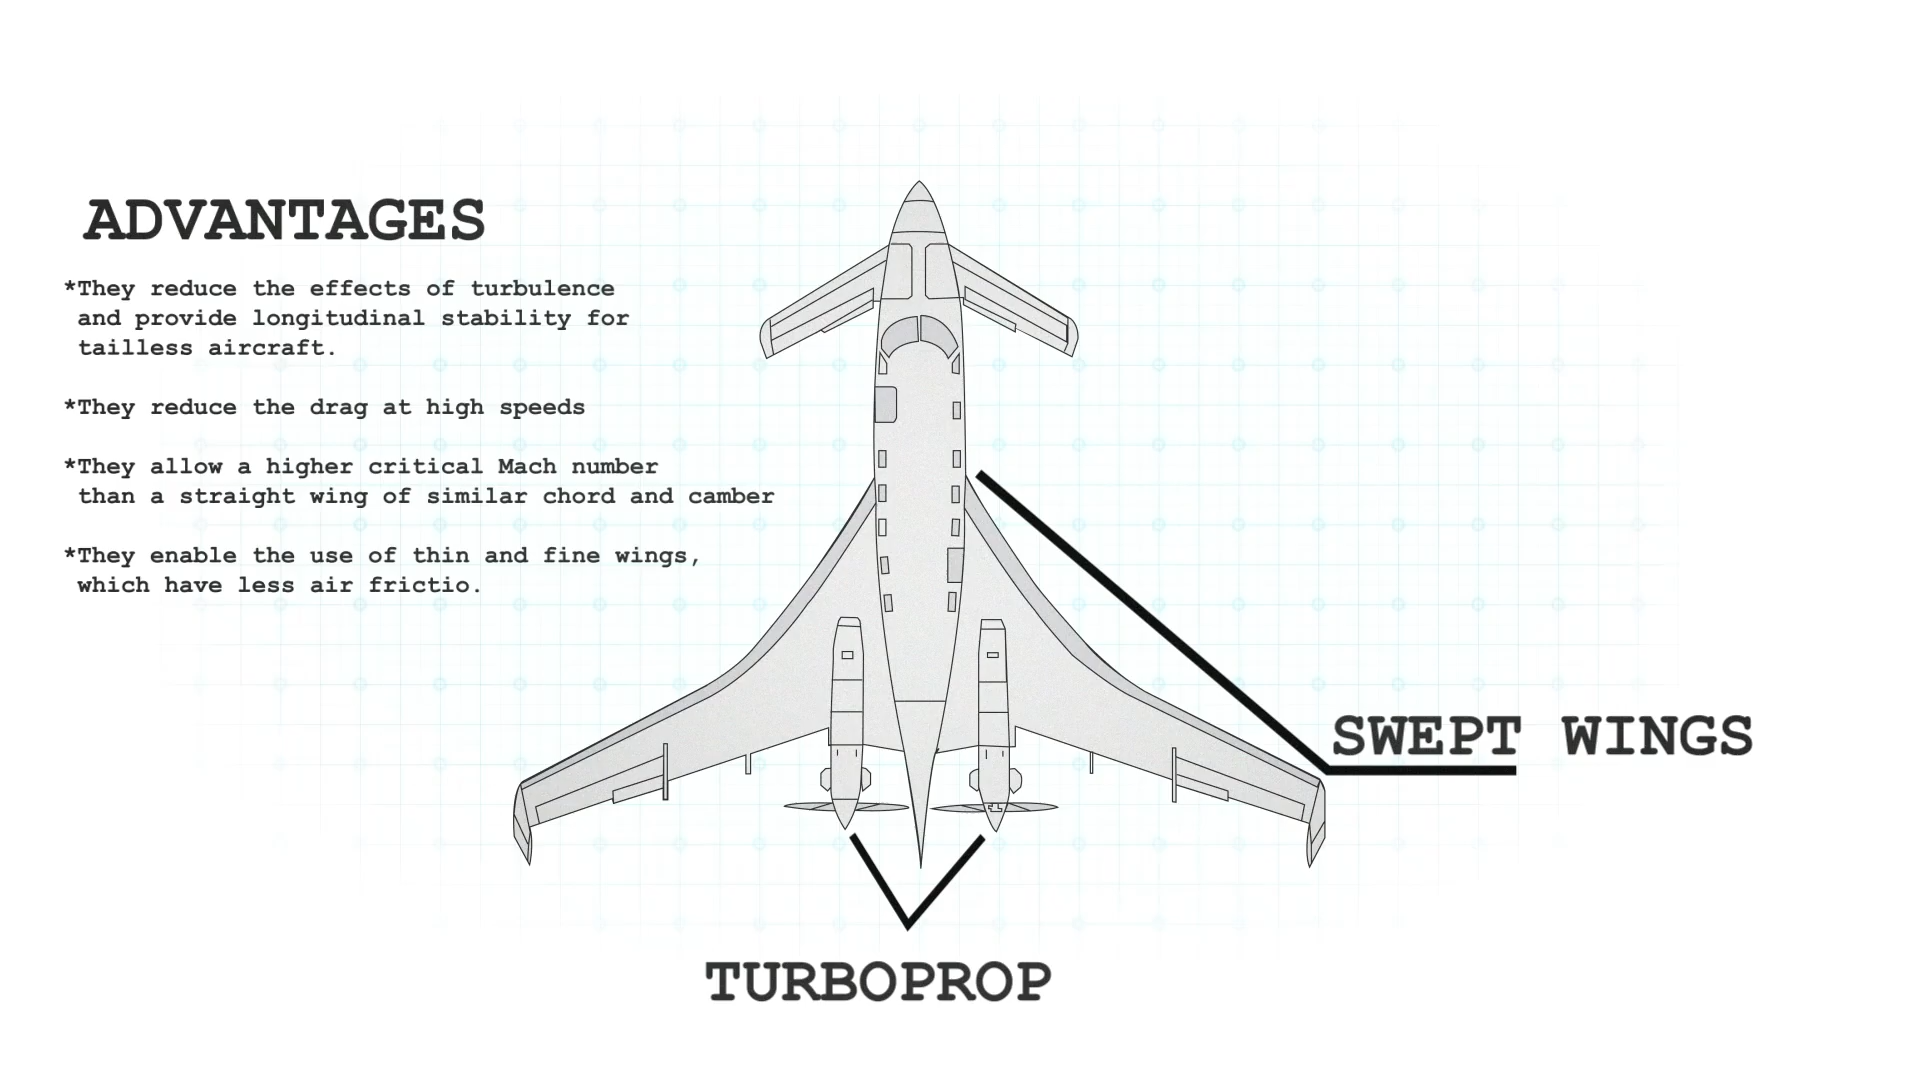 ADVANTAGES
*They reduce the effects of turbulence
and provide longitudinal stability for
tailless aircraft.
*They reduce the drag at high speeds
*They allow a higher critical Mach number
than a straight wing of similar chord and camber
*They enable the use of thin and fine wings,
which have less air frictio.
SWEPT WINGS
TURBOPROP